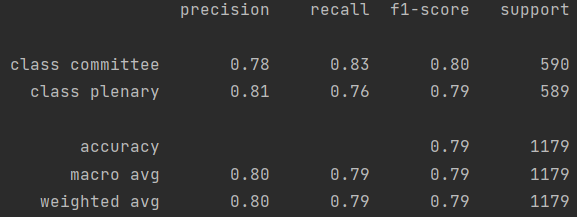 precision recall f1-score support
class committee 0.78 0.83 0.80 590
class plenary 0.81 0.76 0.79 589
accuracy 0.79 1179
macro avg 0.80 0.79 0.79 1179
weighted avg 0.80 0.79 0.79 1179